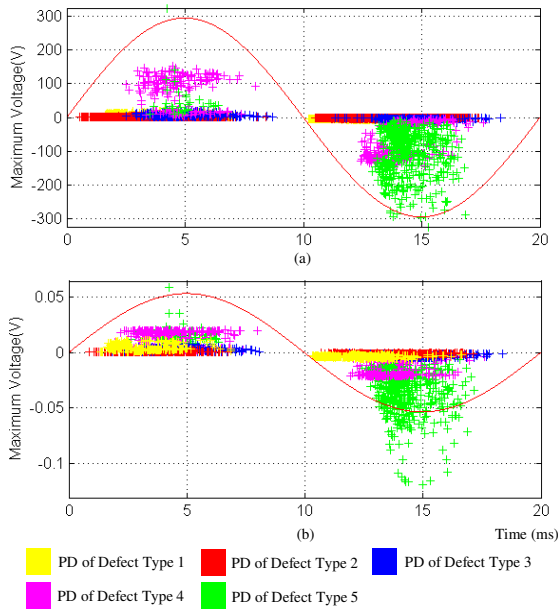 300
200
100
0
-100
-200
-300
Maximum Voltage(V)
0 5 10 15 20
(a)
0.05
0
-0.05
-0.1
Maximum Voltage(V)
0 5 10 15 20
(b) Time (ms)
PD of Defect Type 1 PD of Defect Type 2 PD of Defect Type 3
PD of Defect Type 4 PD of Defect Type 5